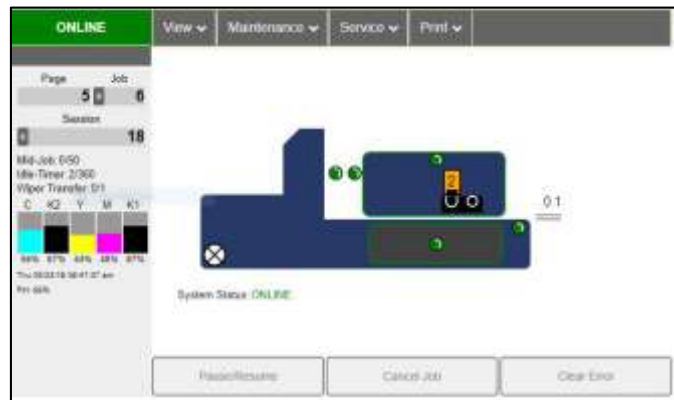 ONLINE
View Maintenance Service Print
Page Job
5 6
Session
18
Mid-Job: 0/50
Idle-Timer: 2/360
Wiper Transfer: 0/1
C K2 Y M K1
2
0 1
System Status: ONLINE
Pause/Resume Cancel Job Clear Error